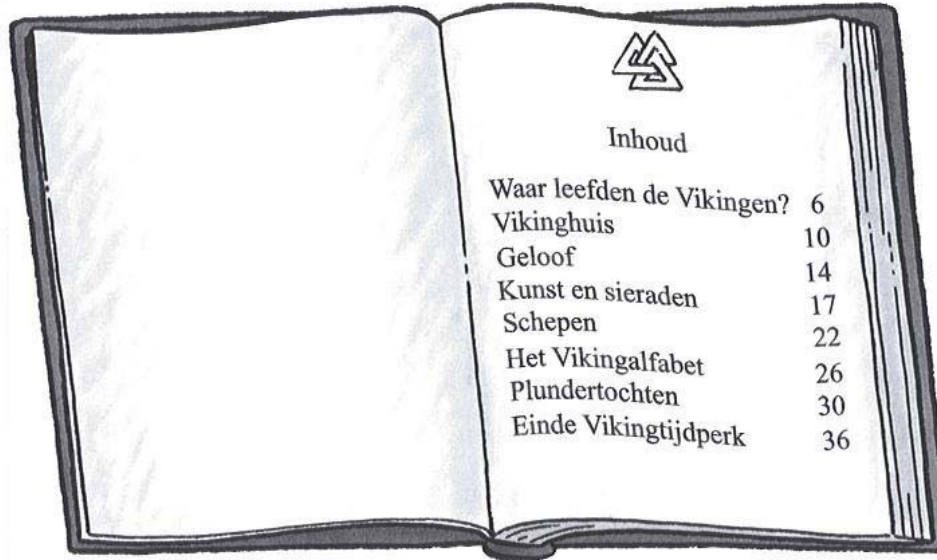 Inhoud
Waar leefden de Vikingen? 6
Vikinghuis 10
Geloof 14
Kunst en sieraden 17
Schepen 22
Het Vikingalfabet 26
Plundertochten 30
Einde Vikingtijdperk 36